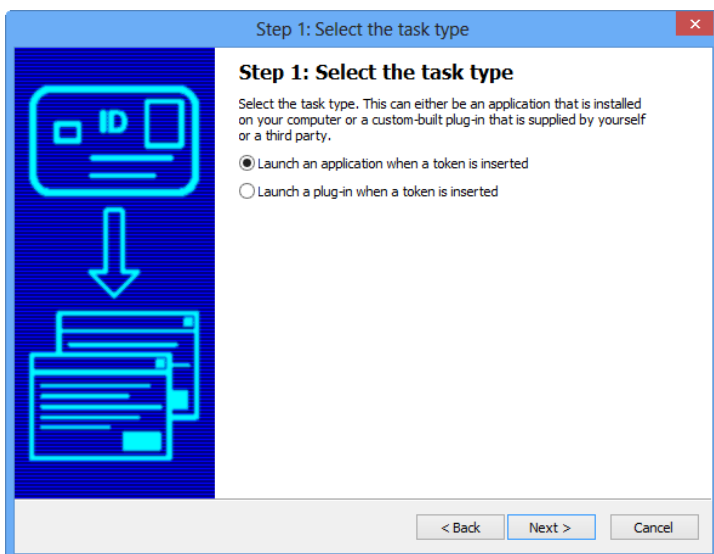 Step 1: Select the task type
Step 1: Select the task type
Select the task type. This can either be an application that is installed
on your computer or a custom-built plug-in that is supplied by yourself
or a third party.
Launch an application when a token is inserted
Launch a plug-in when a token is inserted
ID
< Back Next > Cancel